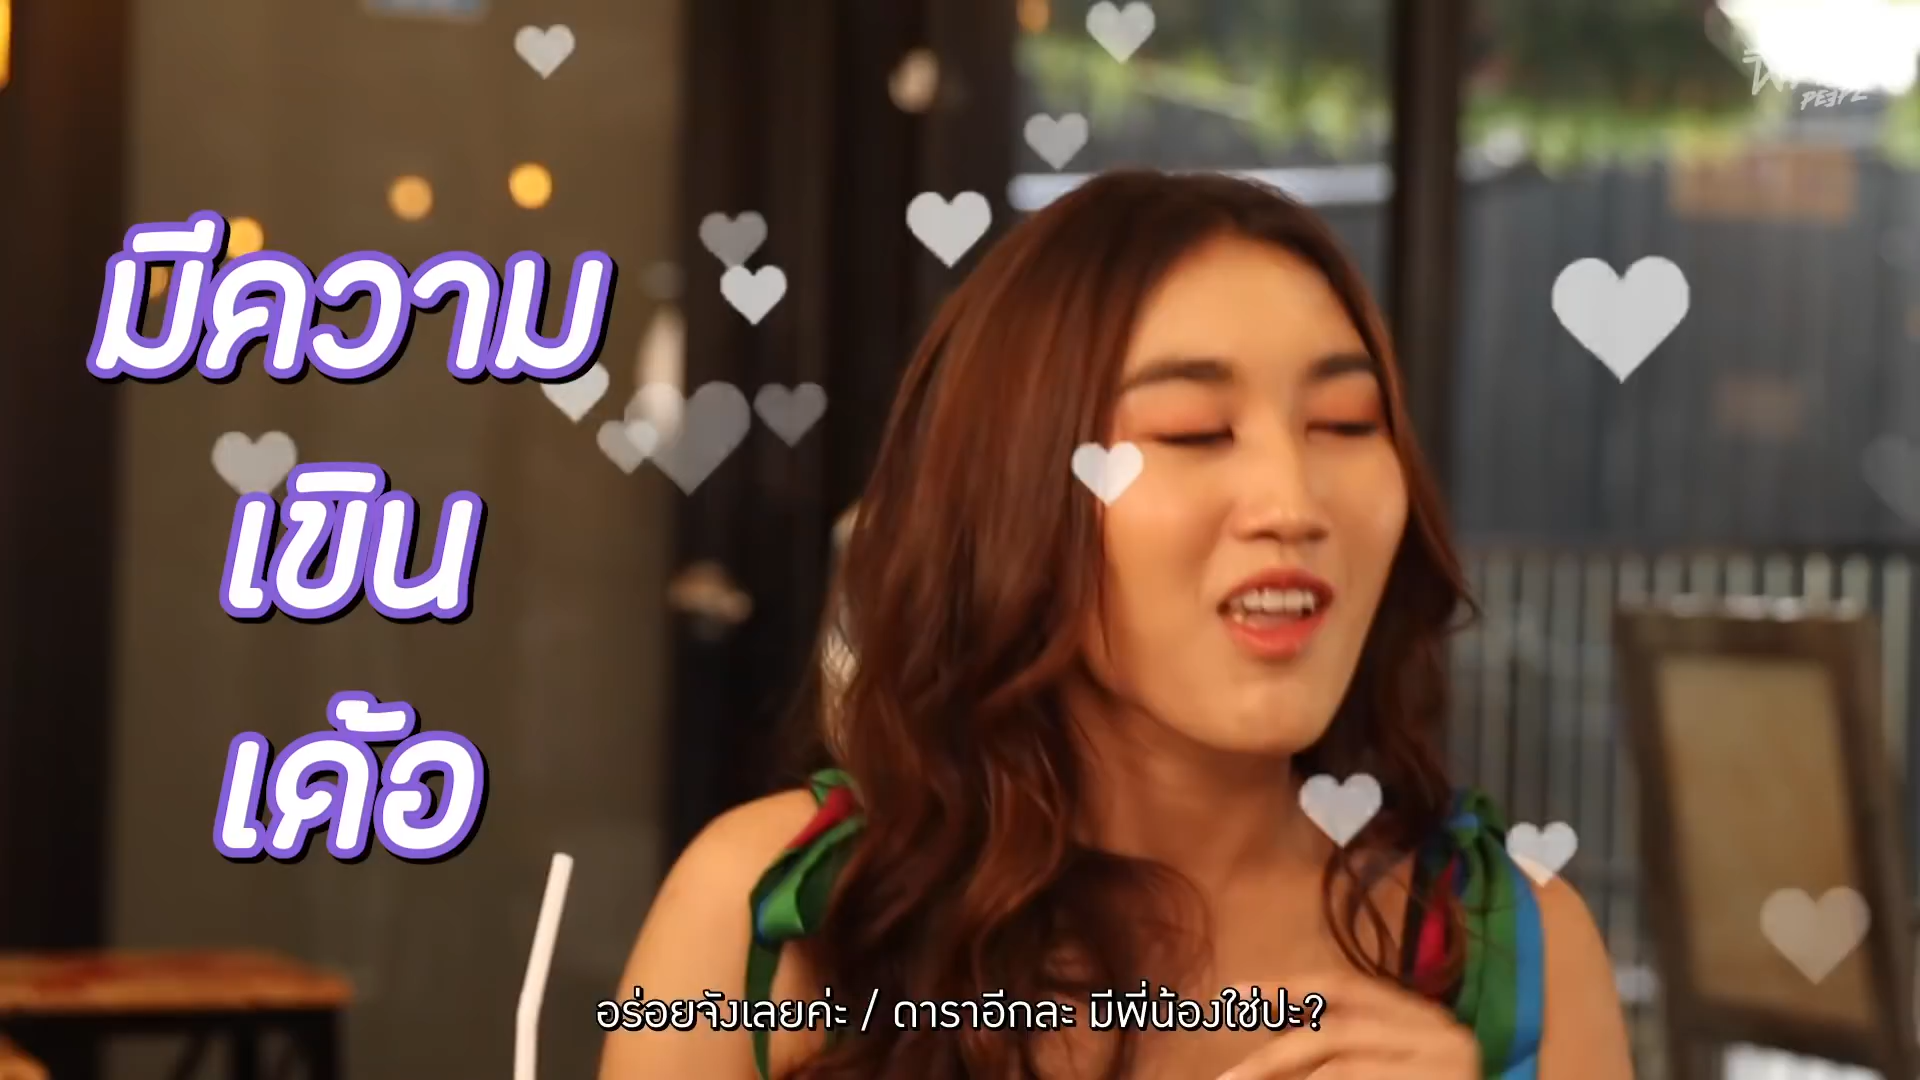 มีความ
เขิน
เด้อ
อร่อยจังเลยค่ะ / ดาราอีกละ มีพี่น้องใช่ปะ?